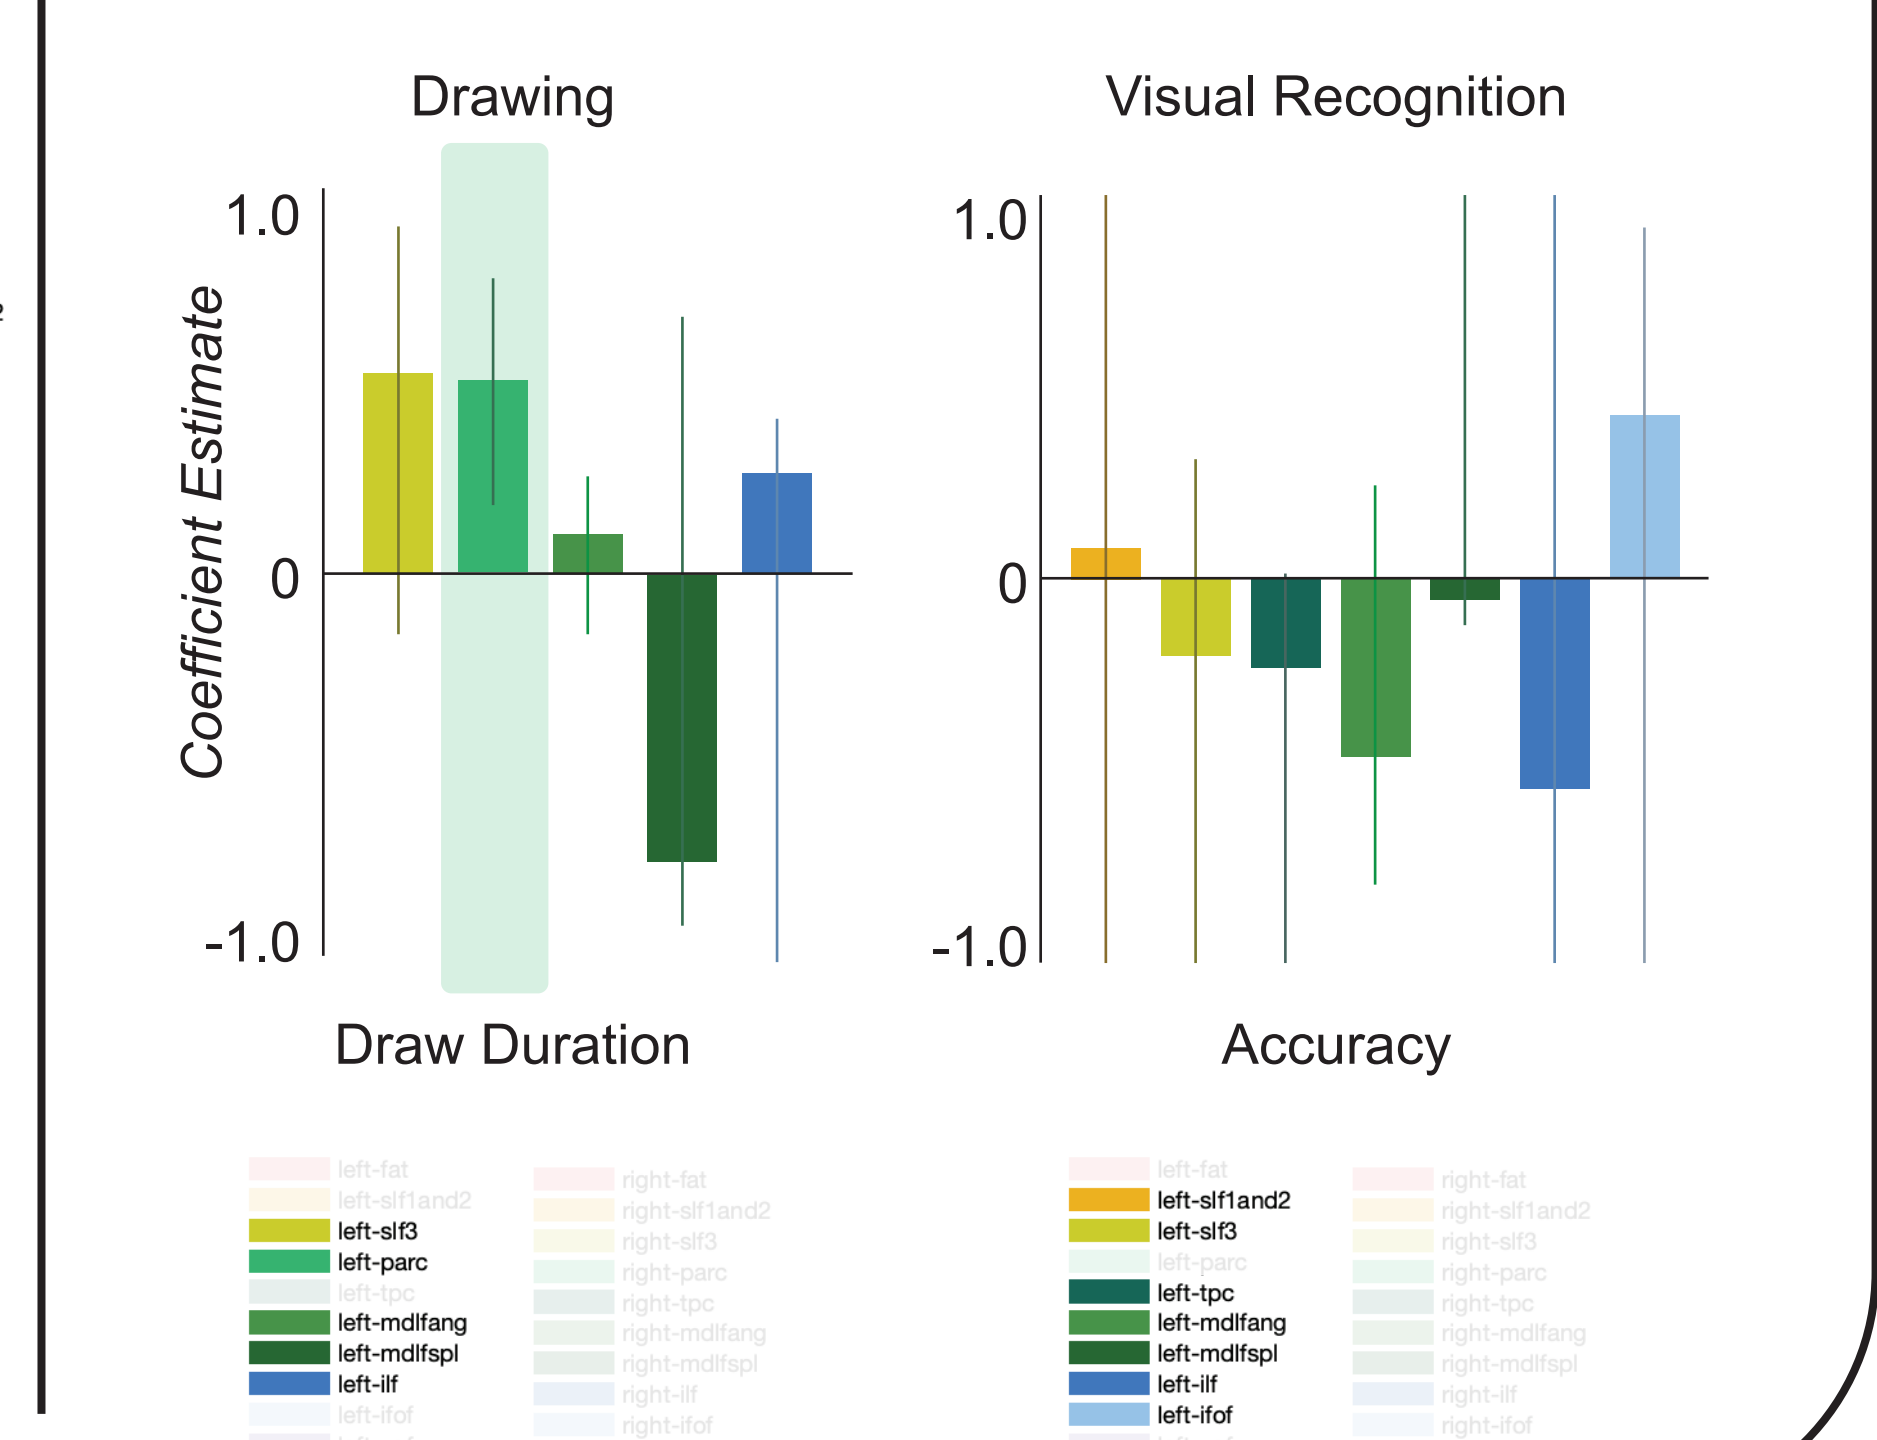 2
Drawing
Visual Recognition
Coefficient Estimate
1.0
0
-1.0
1.0
0
-1.0
Draw Duration
Accuracy
left-fat
left-slf1and2
left-slf3
left-parc
left-tpc
left-mdlfang
left-mdlfspl
left-ilf
left-ifof
right-fat
right-slf1and2
right-slf3
right-parc
right-tpc
right-mdlfang
right-mdlfspl
right-ilf
right-ifof
left-fat
left-slf1and2
left-slf3
left-parc
left-tpc
left-mdlfang
left-mdlfspl
left-ilf
left-ifof
right-fat
right-slf1and2
right-slf3
right-parc
right-tpc
right-mdlfang
right-mdlfspl
right-ilf
right-ifof